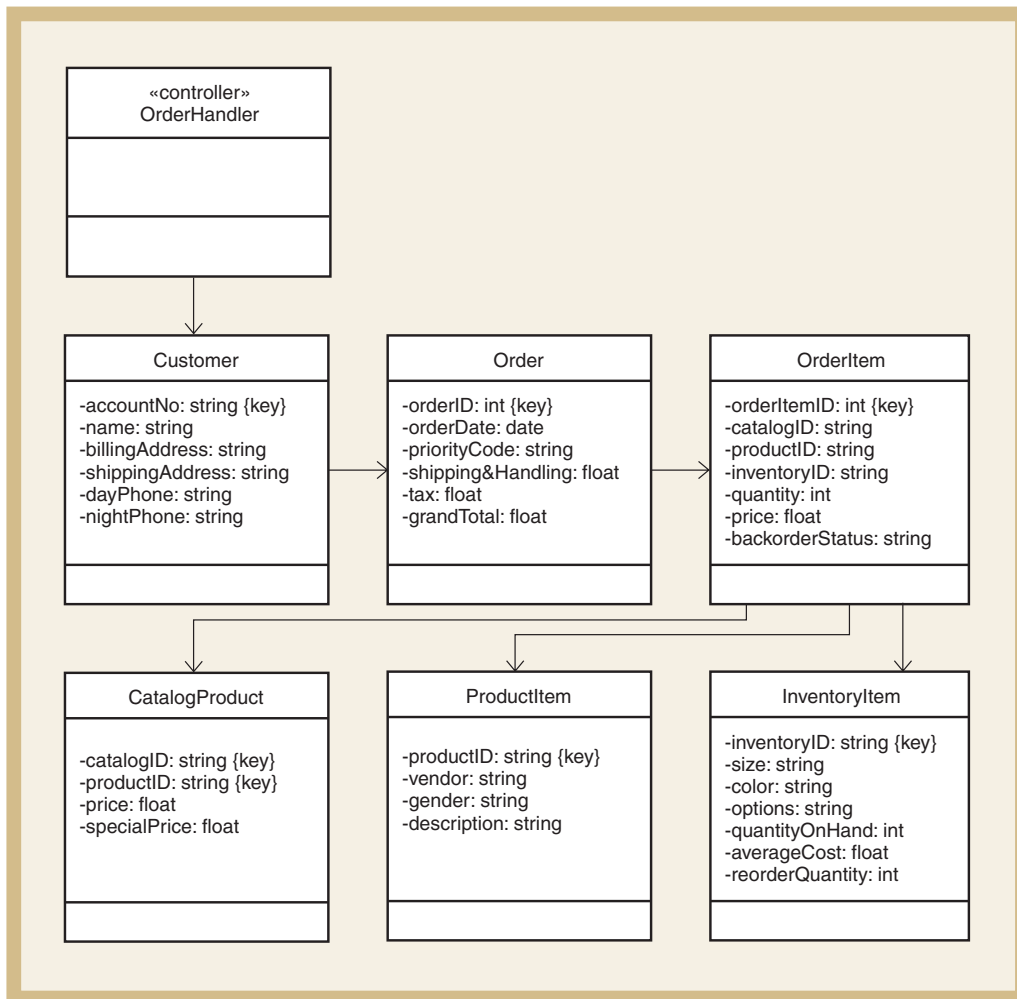 «controller»
OrderHandler
Customer
-accountNo: string {key}
-name: string
-billingAddress: string
-shippingAddress: string
-dayPhone: string
-nightPhone: string
Order
-orderID: int {key}
-orderDate: date
-priorityCode: string
-shipping&Handling: float
-tax: float
-grandTotal: float
OrderItem
-orderItemID: int {key}
-catalogID: string
-productID: string
-inventoryID: string
-quantity: int
-price: float
-backorderStatus: string
CatalogProduct
-catalogID: string {key}
-productID: string {key}
-price: float
-specialPrice: float
ProductItem
-productID: string {key}
-vendor: string
-gender: string
-description: string
InventoryItem
-inventoryID: string {key}
-size: string
-color: string
-options: string
-quantityOnHand: int
-averageCost: float
-reorderQuantity: int